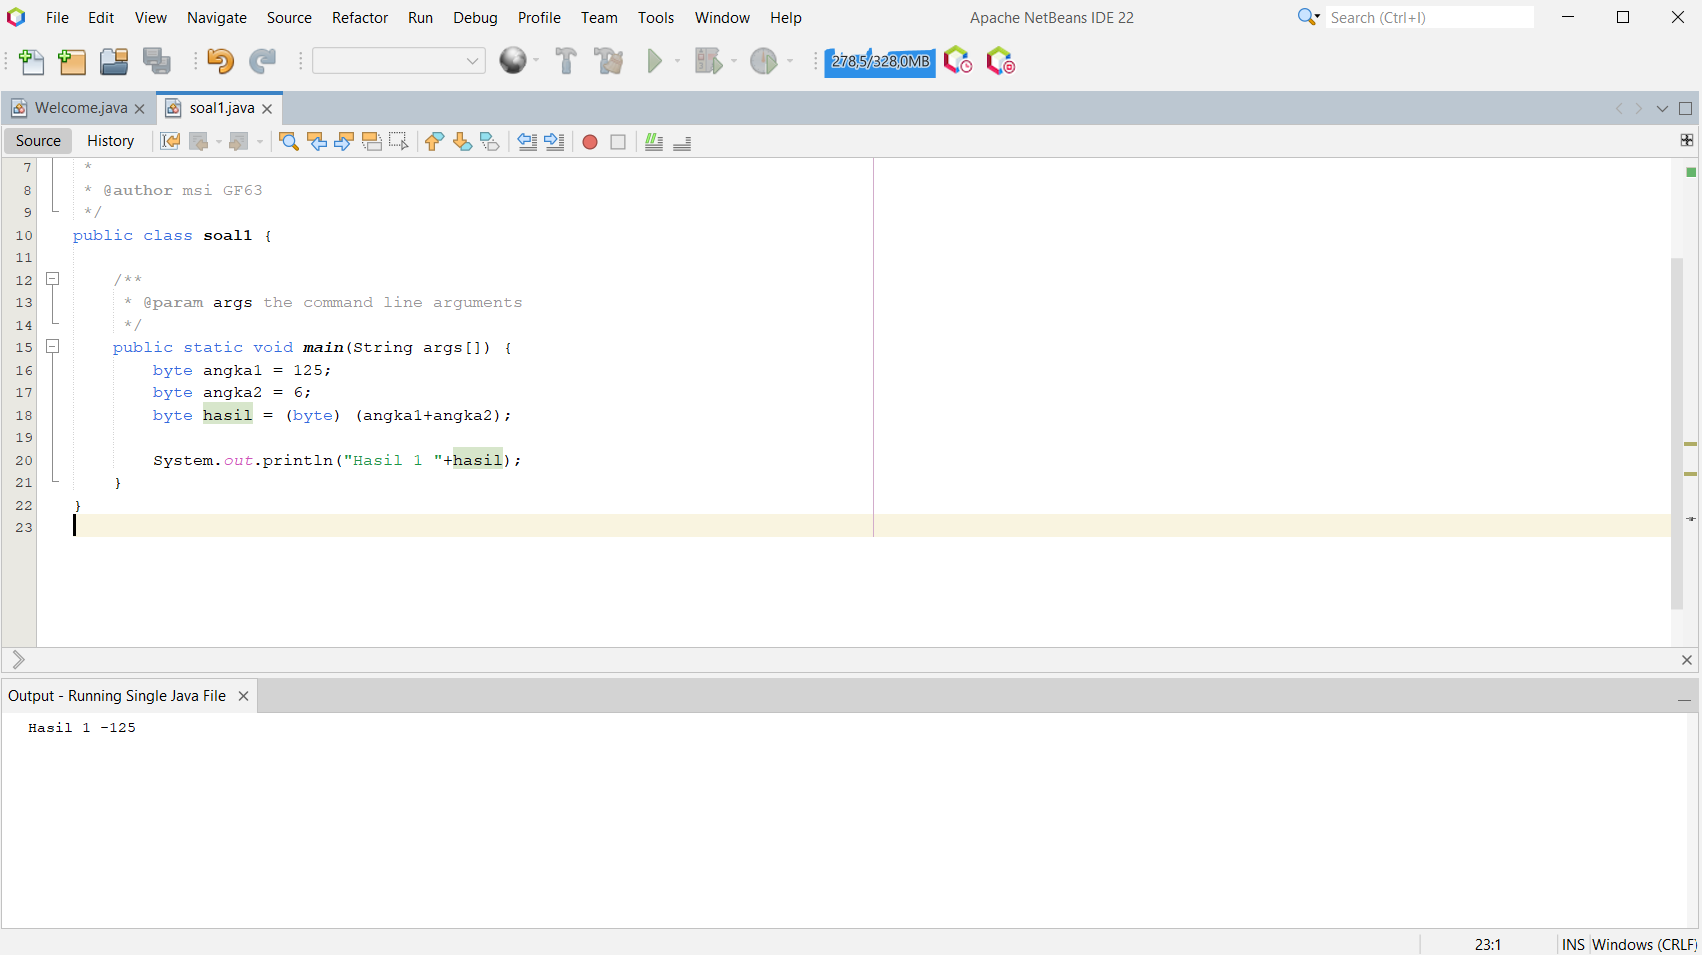 File Edit View Navigate Source Refactor Run Debug Profile Team Tools Window Help Apache NetBeans IDE 22 Search (Ctrl+I)
278,5/328,0MB
Welcome.java soal1.java
Source History
7 *
8 * @author msi GF63
9 */
10 public class soal1 {
11
12 /**
13 * @param args the command line arguments
14 */
15 public static void main(String args[]) {
16 byte angka1 = 125;
17 byte angka2 = 6;
18 byte hasil = (byte) (angka1+angka2);
19
20 System.out.println("Hasil 1 "+hasil);
21 }
22 }
23
Output - Running Single Java File
Hasil 1 -125
23:1 INS Windows (CRLF)